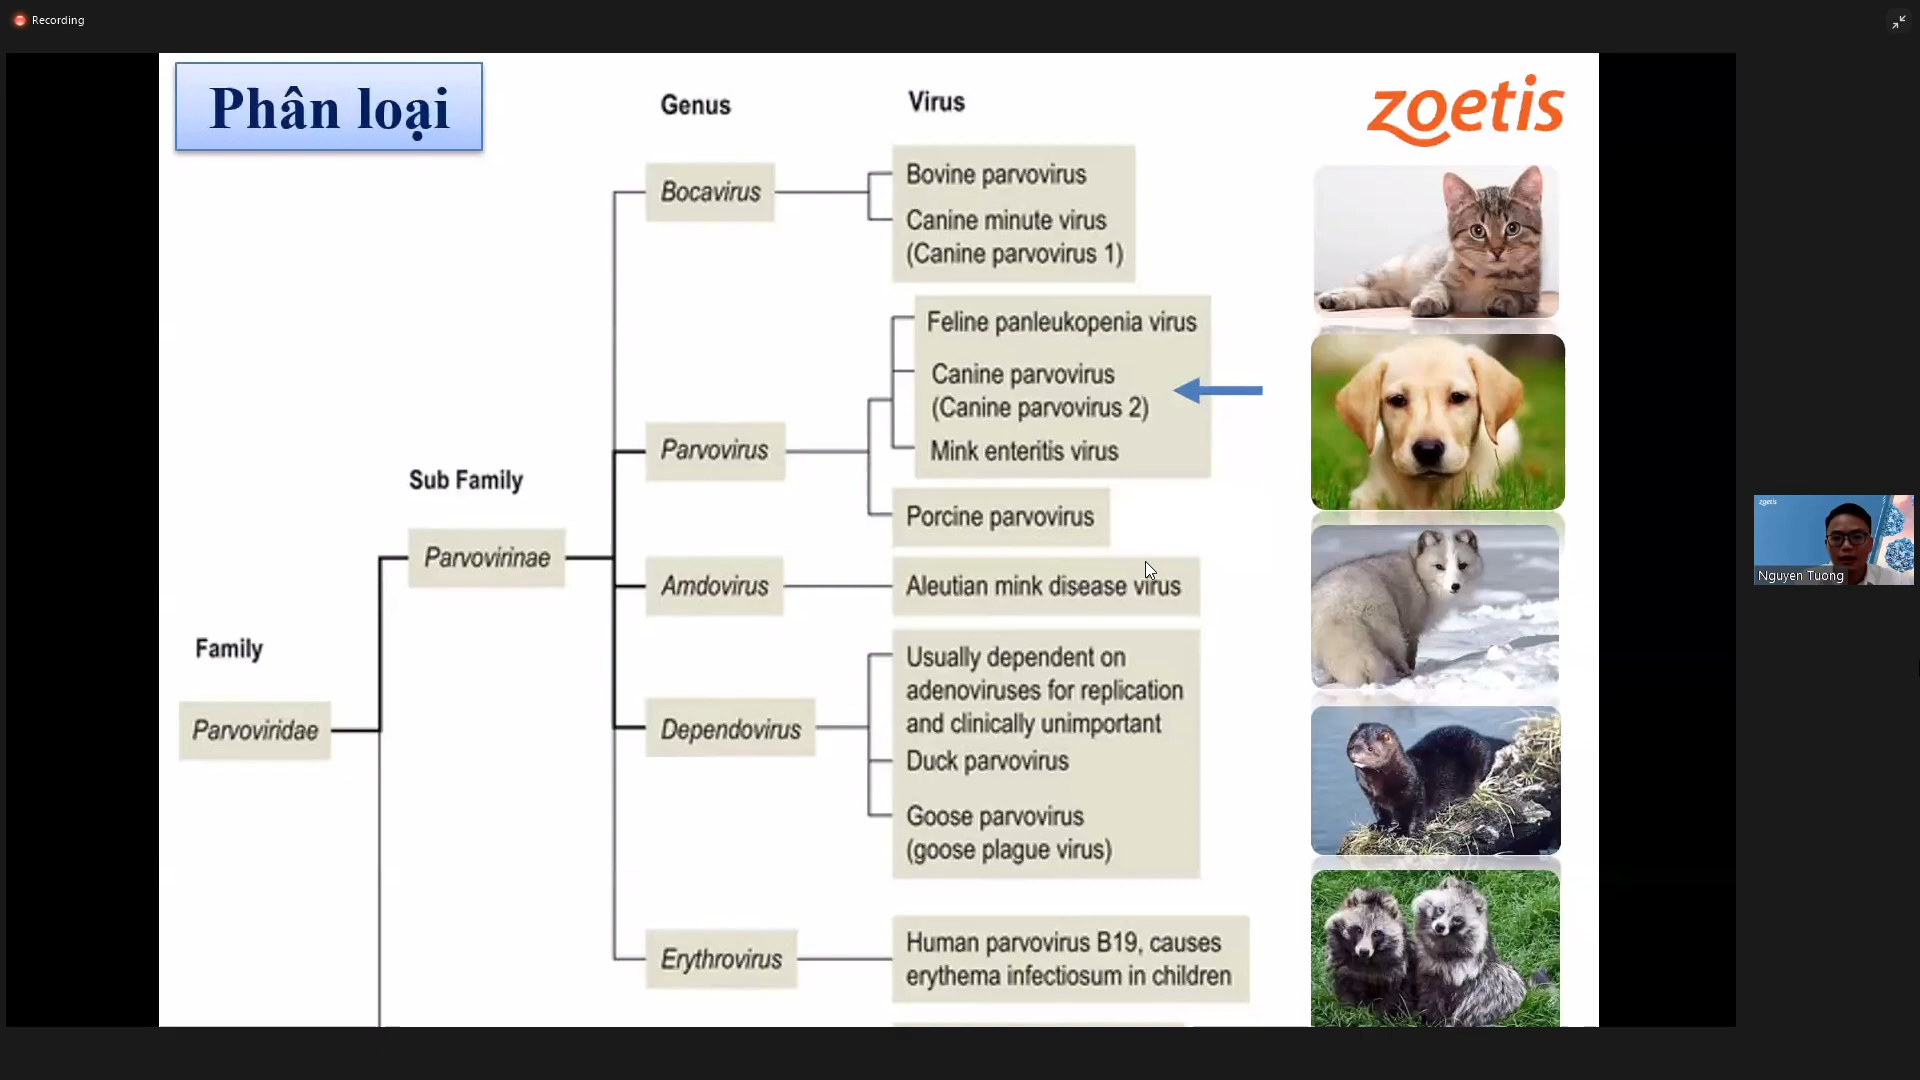 Recording
Phân loại
Genus
Virus
zoetis
Bocavirus
Bovine parvovirus
Canine minute virus
(Canine parvovirus 1)
Feline panleukopenia virus
Canine parvovirus
(Canine parvovirus 2)
Mink enteritis virus
Parvovirus
Porcine parvovirus
Sub Family
Parvovirinae
Amdovirus
Aleutian mink disease virus
Family
Parvoviridae
Dependovirus
Usually dependent on
adenoviruses for replication
and clinically unimportant
Duck parvovirus
Goose parvovirus
(goose plague virus)
Erythrovirus
Human parvovirus B19, causes
erythema infectiosum in children
zoetis
Nguyen Tuong